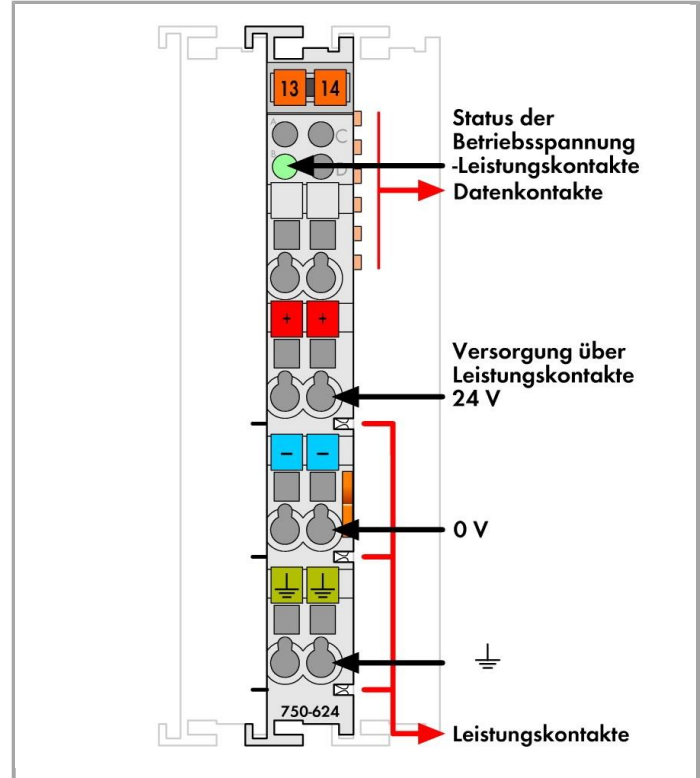 13 14
A
C
B
D
Status der
Betriebsspannung
-Leistungskontakte
Datenkontakte
+ +
Versorgung über
Leistungskontakte
24 V
– –
0 V
750-624
Leistungskontakte